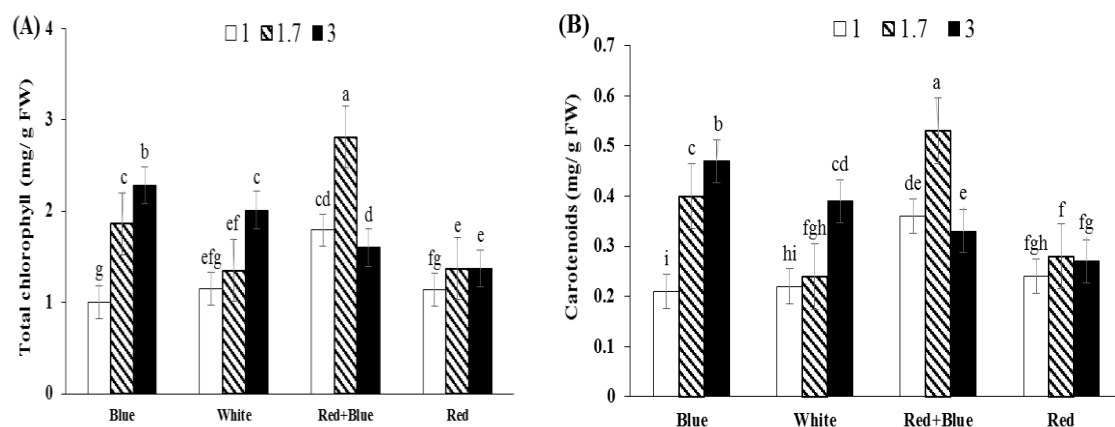 (A)
1 1.7 3
Total chlorophyll (mg/ g FW)
4
3
2
1
0
g c b
efg ef c
cd a d
fg e e
Blue White Red+Blue Red
(B)
1 1.7 3
Carotenoids (mg/ g FW)
0.7
0.6
0.5
0.4
0.3
0.2
0.1
0
i c b
hi fgh cd
de a e
fgh f fg
Blue White Red+Blue Red